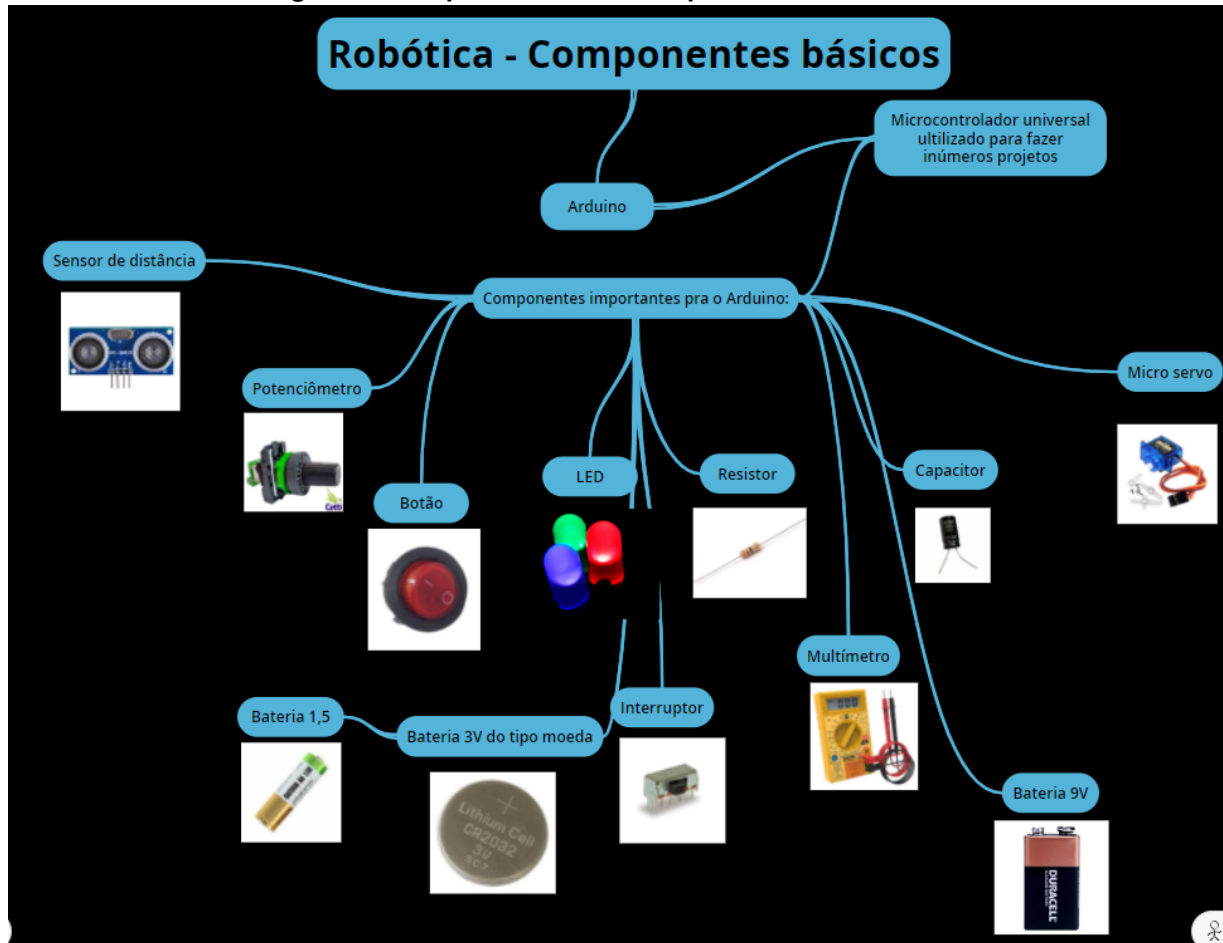 Robótica - Componentes básicos
Microcontrolador universal
ultilizado para fazer
inúmeros projetos
Arduino
Sensor de distância
Componentes importantes pra o Arduino:
Micro servo
Potenciômetro
LED
Resistor
Capacitor
Botão
Multímetro
Bateria 1,5
Bateria 3V do tipo moeda
Interruptor
Bateria 9V
Lithium Cell
CR2032
3V
DURACELL